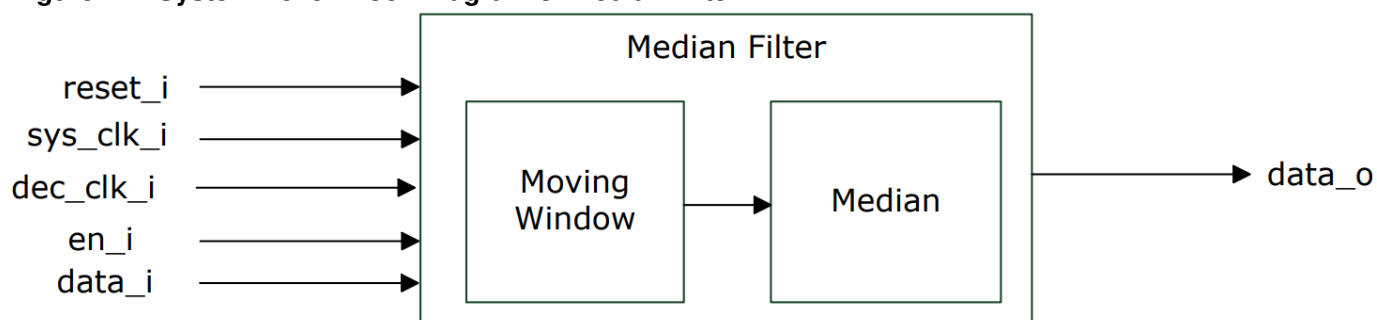 Median Filter
reset_i
sys_clk_i
dec_clk_i
en_i
data_i
Moving
Window
Median
data_o